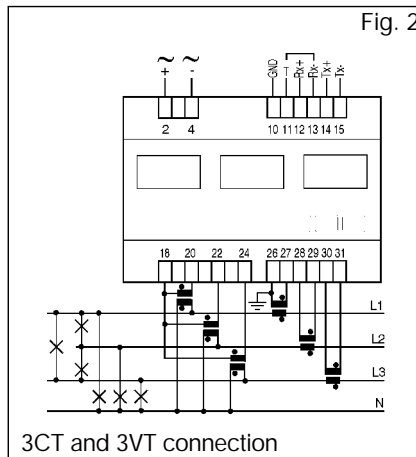 Fig. 2
~ ~
+ -
GND T Rx+ Rx- Tx+ Tx-
2 4 10 11 12 13 14 15
18 20 22 24 26 27 28 29 30 31
L1
L2
L3
N
3CT and 3VT connection